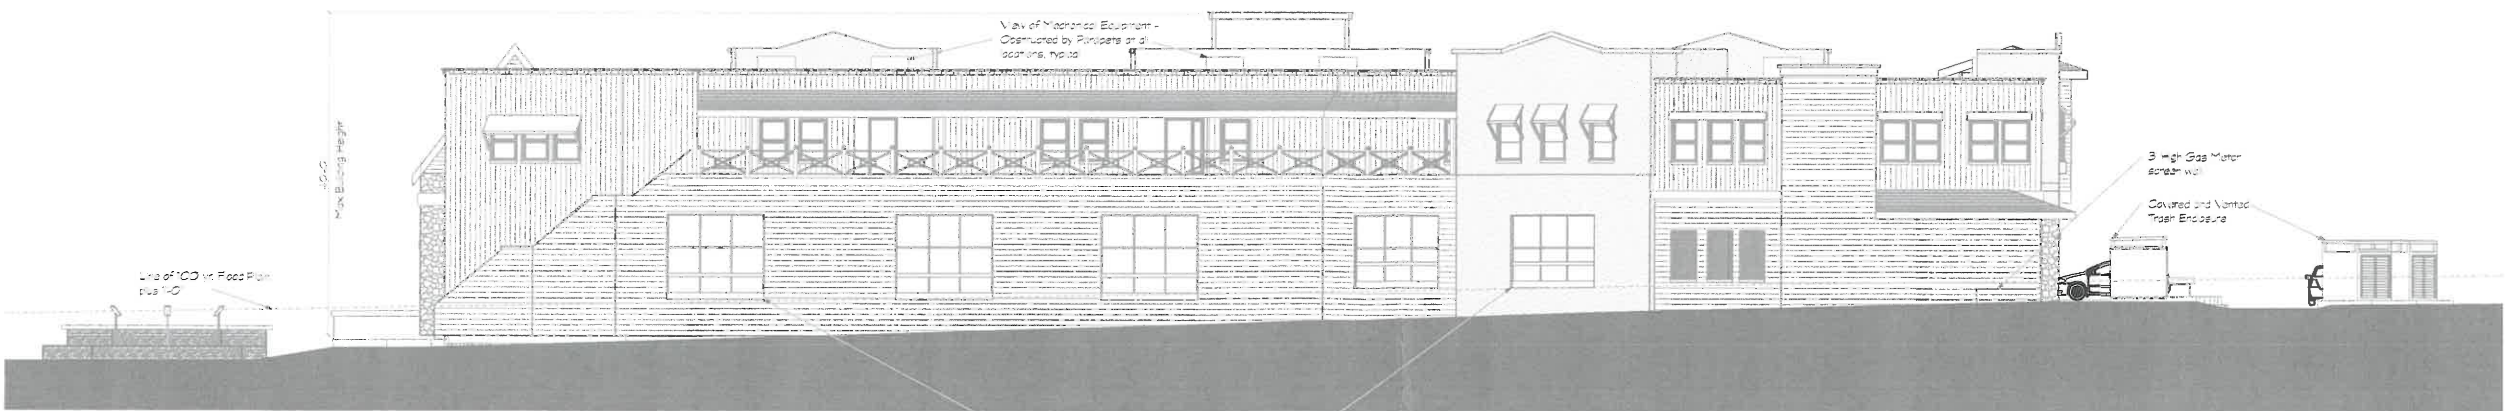 View of Mechanical Equipment -
Obstructed by Parapets at all
locations, typical
Max Building Height
Line of 100 yr Flood Plain
plus 1'-0"
3' High Gas Meter
screen wall
Covered and Vented
Trash Enclosure